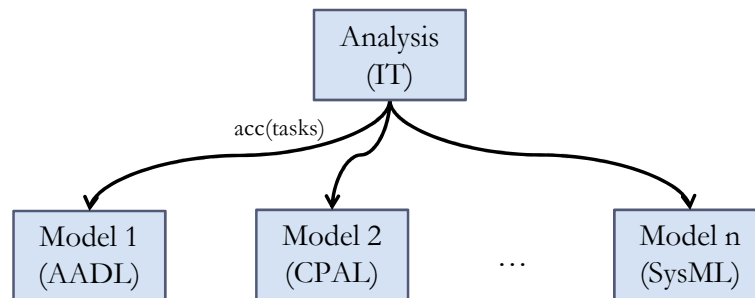 Analysis
(IT)
acc(tasks)
Model 1
(AADL)
Model 2
(CPAL)
...
Model n
(SysML)